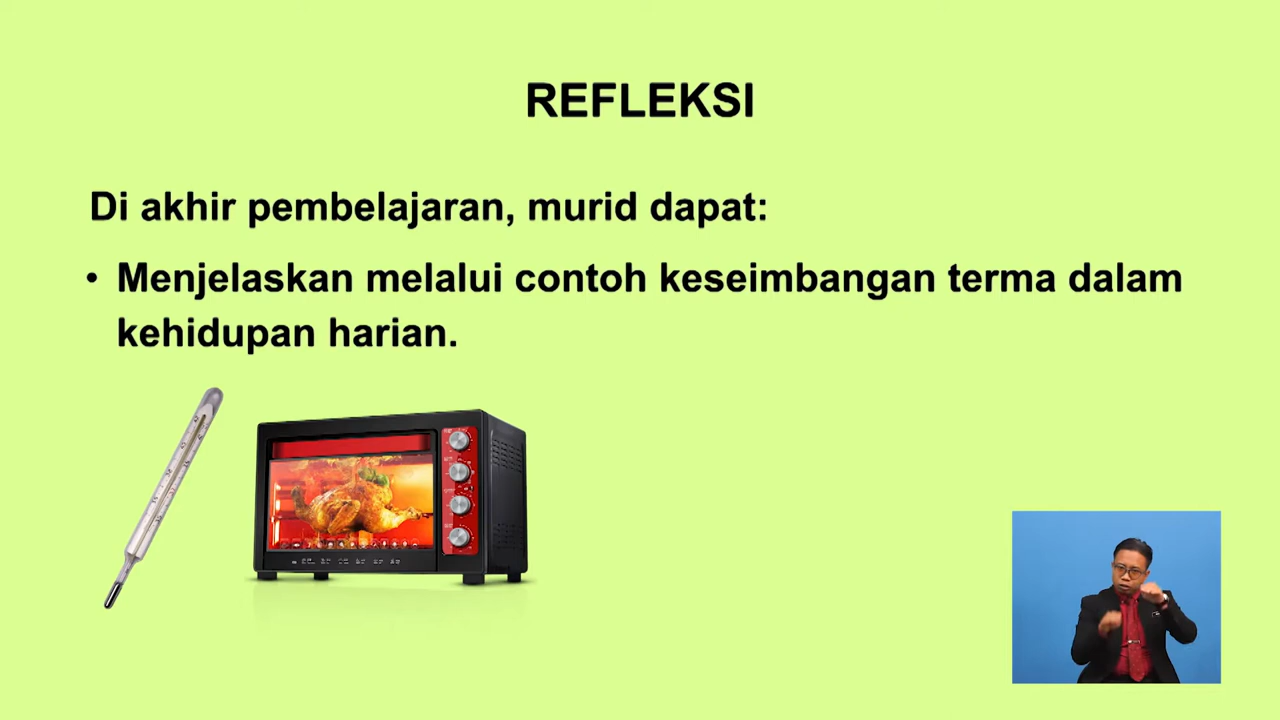 REFLEKSI
Di akhir pembelajaran, murid dapat:
• Menjelaskan melalui contoh keseimbangan terma dalam
kehidupan harian.